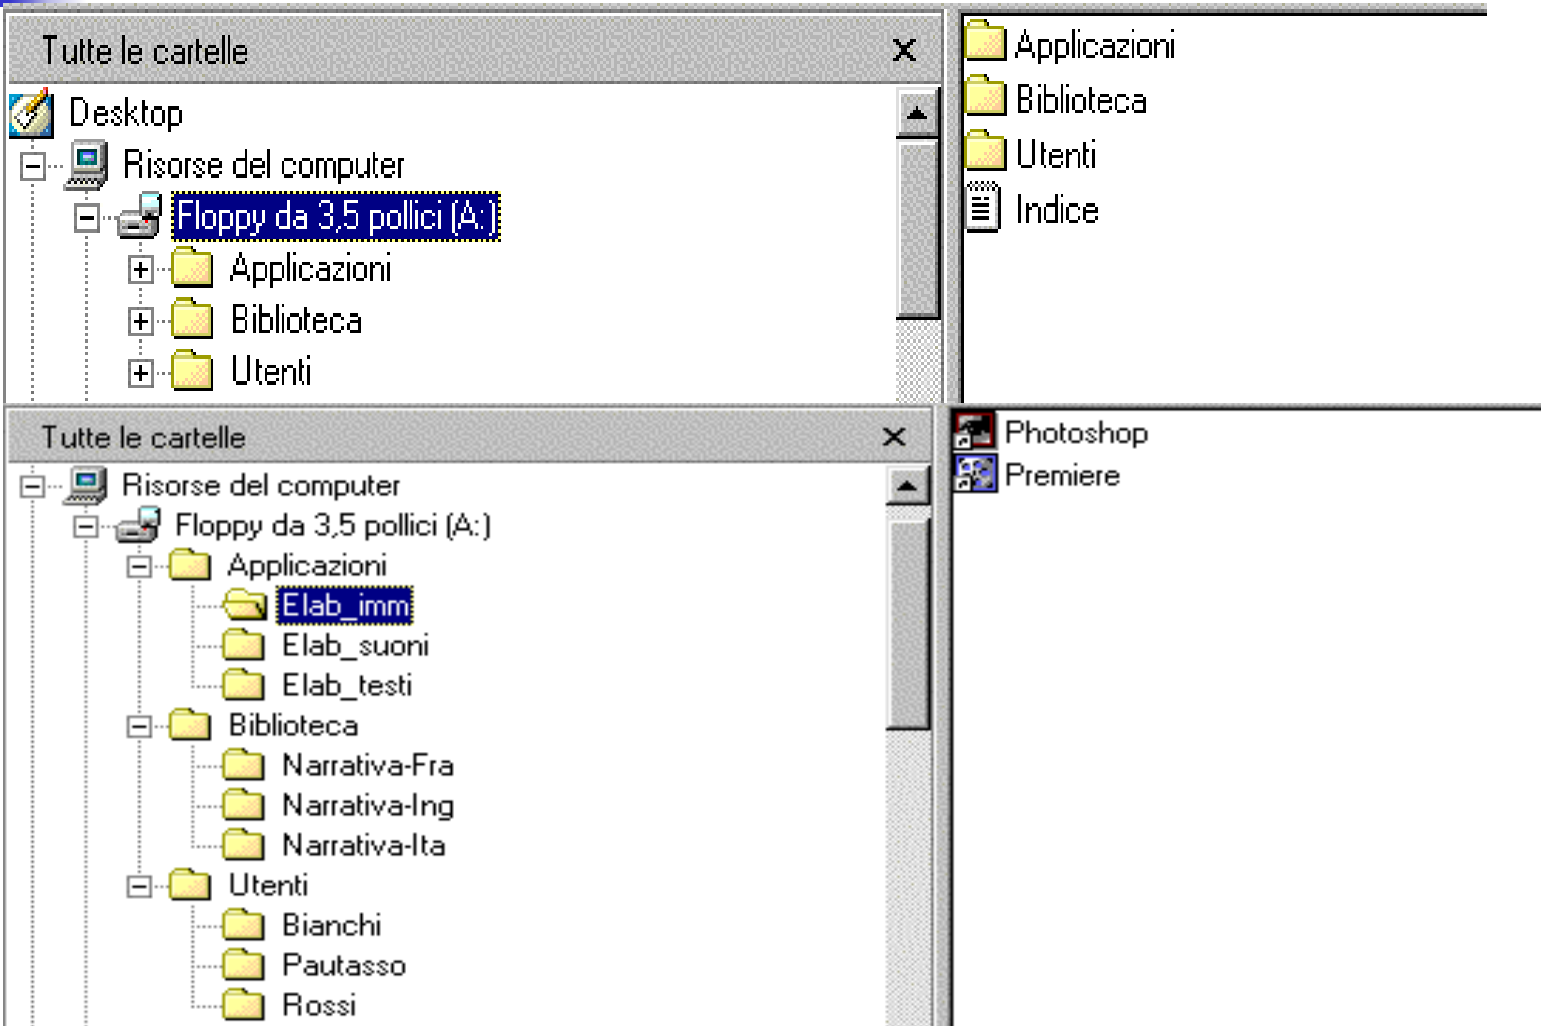 Tutte le cartelle
Desktop
Risorse del computer
Floppy da 3,5 pollici (A:)
Applicazioni
Biblioteca
Utenti
Applicazioni
Biblioteca
Utenti
Indice
Tutte le cartelle
Risorse del computer
Floppy da 3,5 pollici (A:)
Applicazioni
Elab_imm
Elab_suoni
Elab_testi
Biblioteca
Narrativa-Fra
Narrativa-Ing
Narrativa-Ita
Utenti
Bianchi
Pautasso
Rossi
Photoshop
Premiere